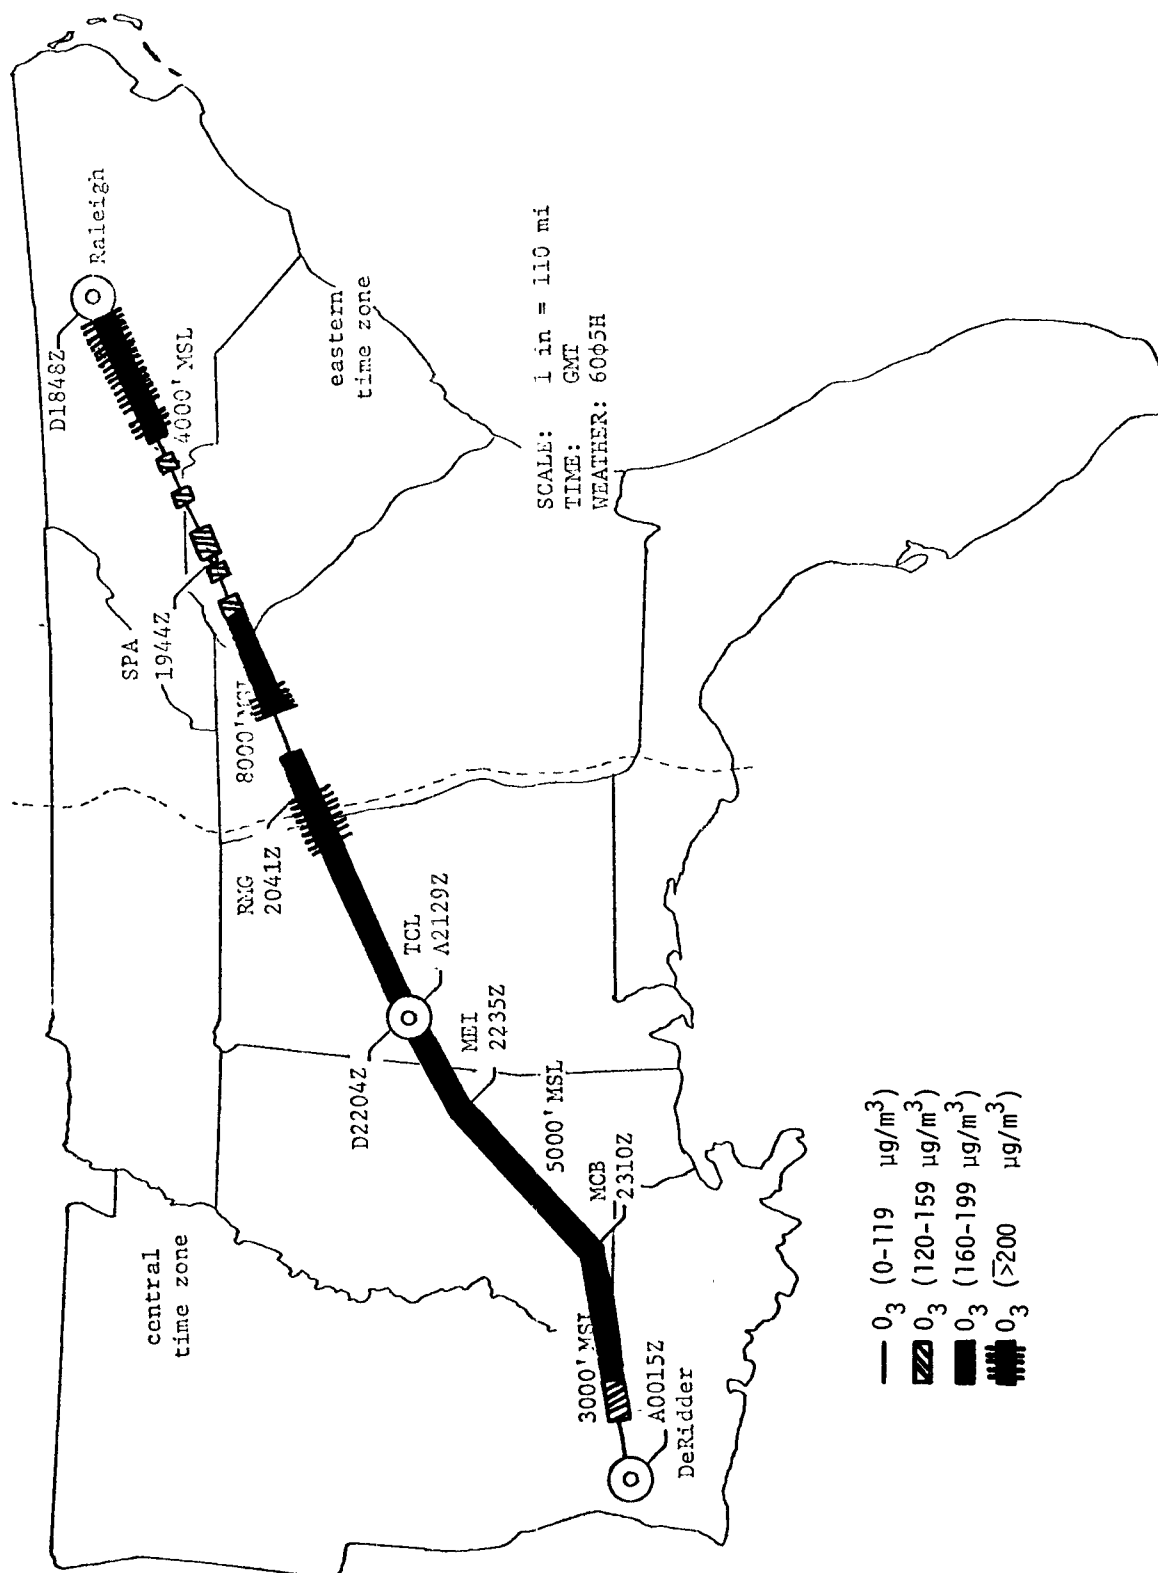 D1848Z
Raleigh
4000' MSL
SPA
1944Z
8000' MSL
RMG
2041Z
TCL
A2129Z
D2204Z
MEI
2235Z
5000' MSL
MCB
2310Z
3000' MSL
A0015Z
DeRidder
eastern
time zone
central
time zone
SCALE: 1 in = 110 mi
TIME: GMT
WEATHER: 60φ5H
O₃ (0-119 µg/m³)
O₃ (120-159 µg/m³)
O₃ (160-199 µg/m³)
O₃ (≥200 µg/m³)